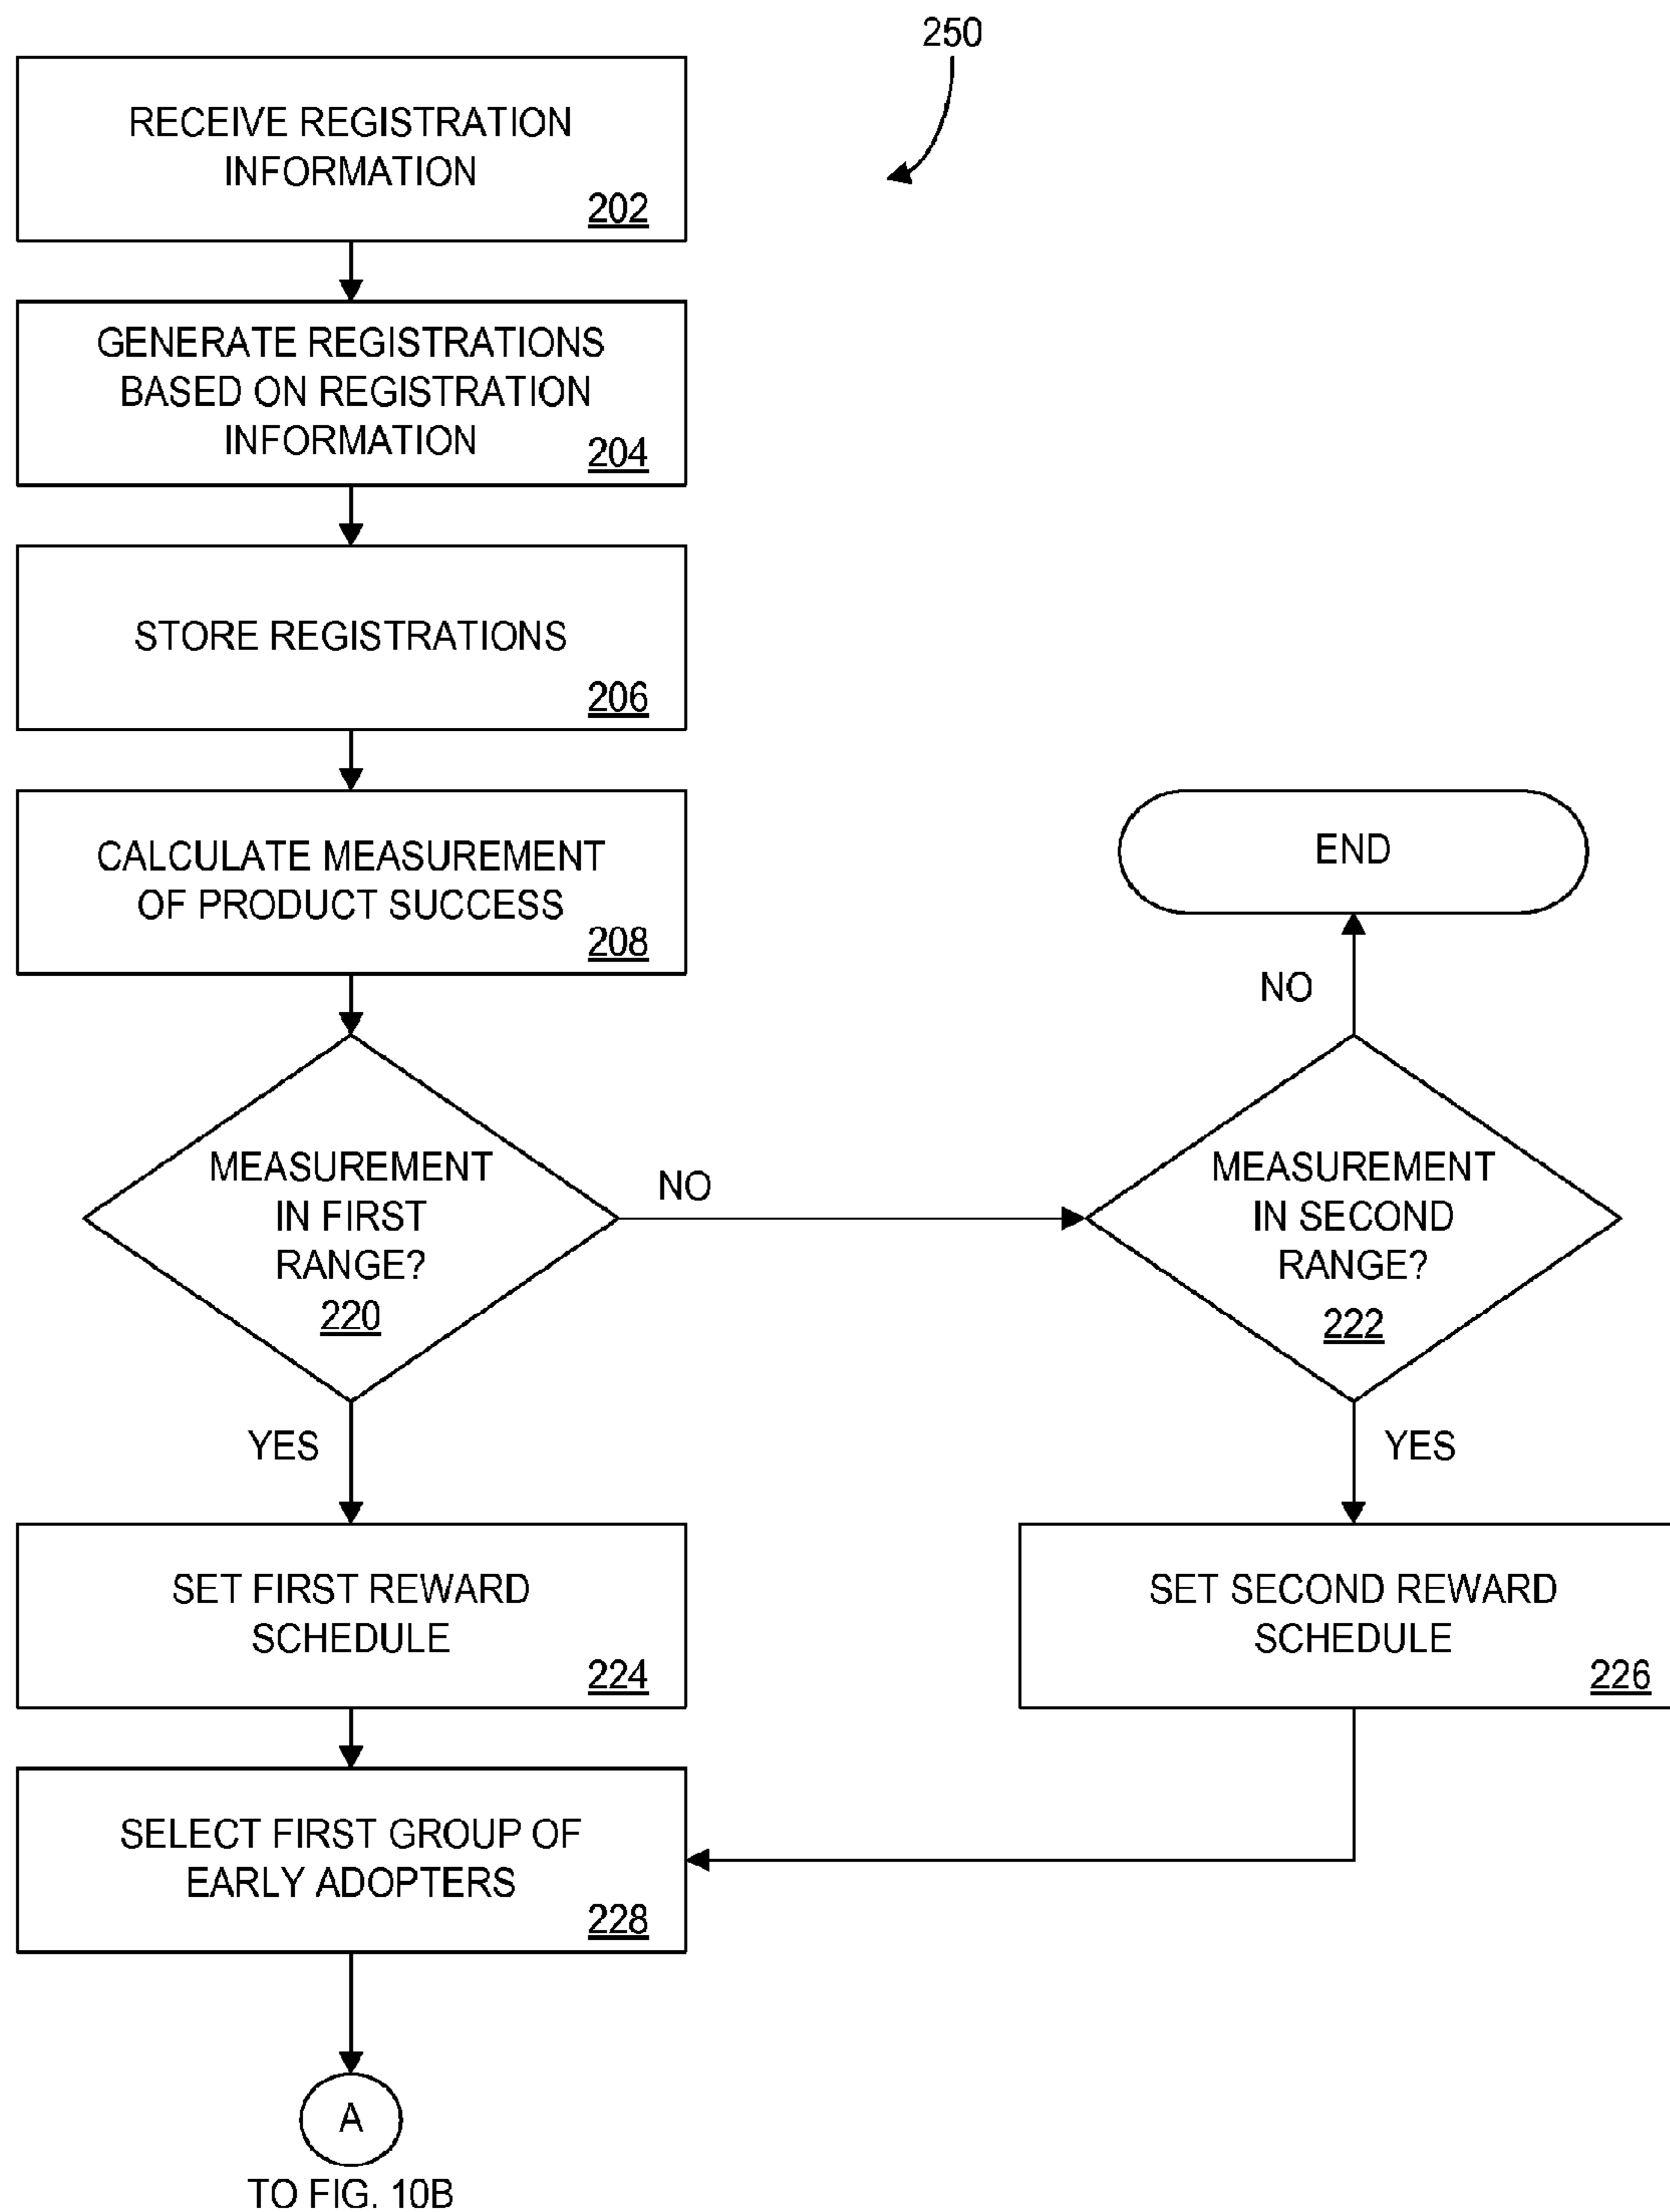 250
RECEIVE REGISTRATION
INFORMATION
202
GENERATE REGISTRATIONS
BASED ON REGISTRATION
INFORMATION
204
STORE REGISTRATIONS
206
CALCULATE MEASUREMENT
OF PRODUCT SUCCESS
208
END
NO
MEASUREMENT
IN FIRST
RANGE?
220
NO
MEASUREMENT
IN SECOND
RANGE?
222
YES
YES
SET FIRST REWARD
SCHEDULE
224
SET SECOND REWARD
SCHEDULE
226
SELECT FIRST GROUP OF
EARLY ADOPTERS
228
A
TO FIG. 10B